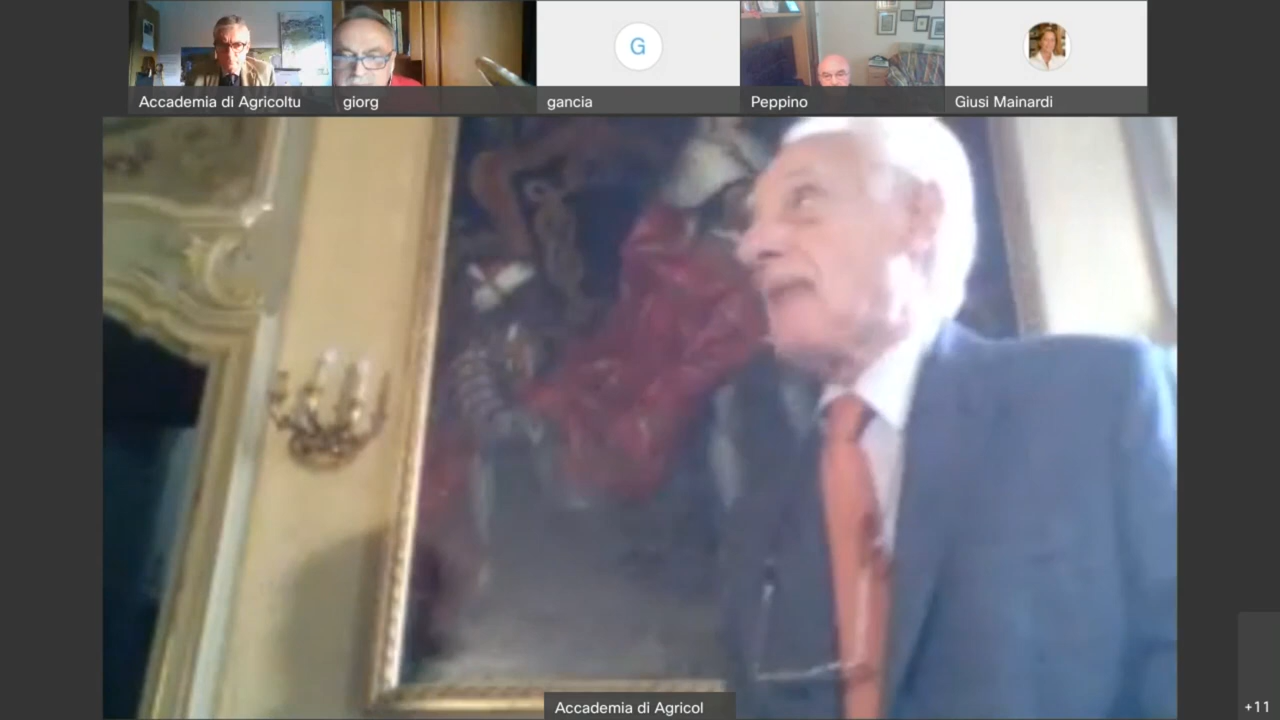 Accademia di Agricoltu
giorg
G
gancia
Peppino
Giusi Mainardi
Accademia di Agricol
+11